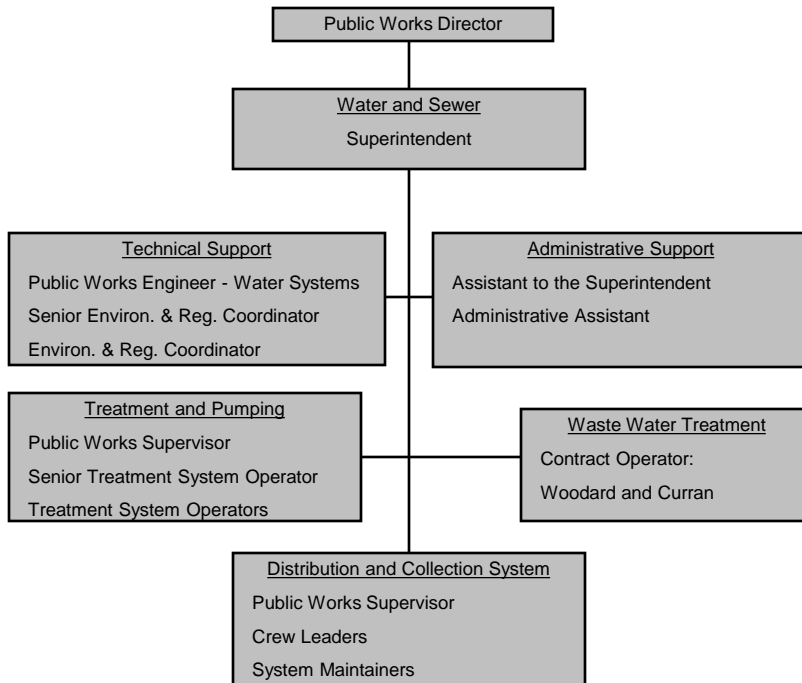 Public Works Director
Water and Sewer
Superintendent
Technical Support
Public Works Engineer - Water Systems
Senior Environ. & Reg. Coordinator
Environ. & Reg. Coordinator
Administrative Support
Assistant to the Superintendent
Administrative Assistant
Treatment and Pumping
Public Works Supervisor
Senior Treatment System Operator
Treatment System Operators
Waste Water Treatment
Contract Operator:
Woodard and Curran
Distribution and Collection System
Public Works Supervisor
Crew Leaders
System Maintainers